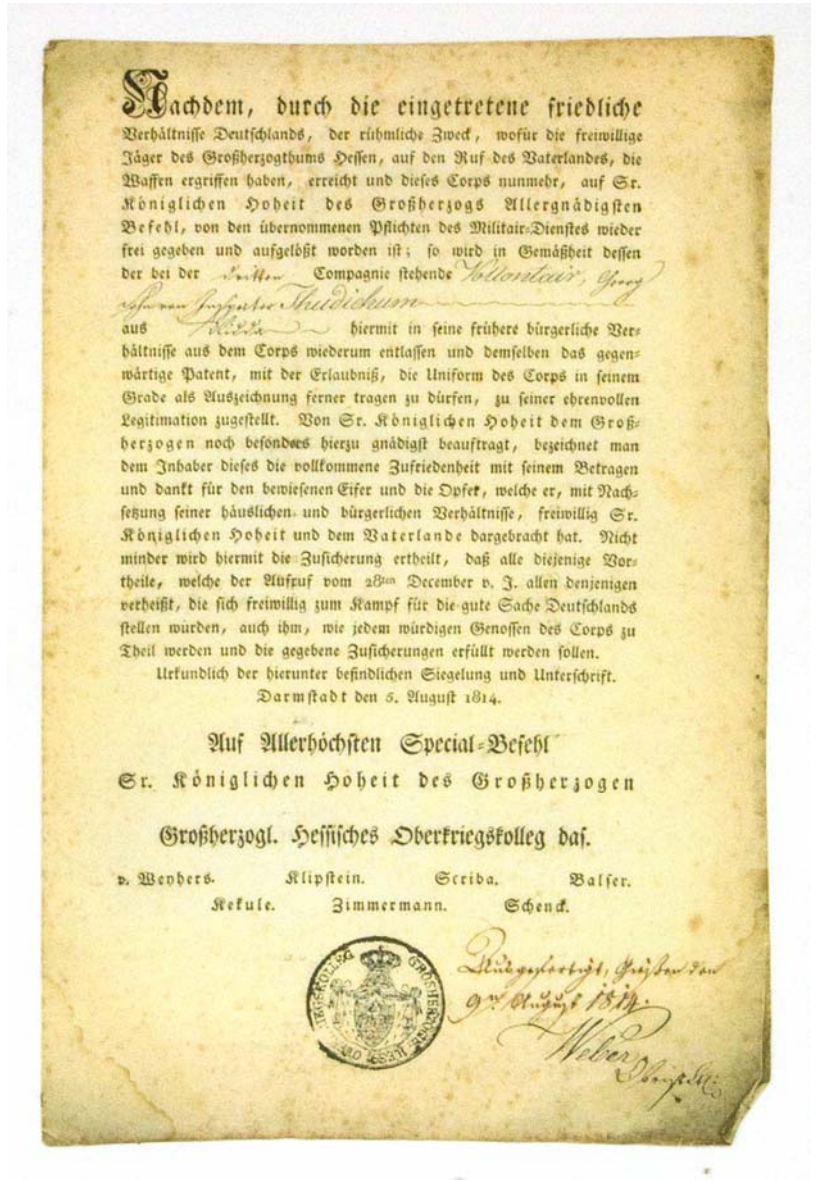 Nachdem, durch die eingetretene friedliche
Verhältnisse Deutschlands, der rühmliche Zweck, wofür die freiwillige
Jäger des Großherzogthums Hessen, auf den Ruf des Vaterlandes, die
Waffen ergriffen haben, erreicht und dieses Corps nunmehr, auf Sr.
Königlichen Hoheit des Großherzogs Allergnädigsten
Befehl, von den übernommenen Pflichten des Militair-Dienstes wieder
frei gegeben und aufgelößt worden ist; so wird in Gemäßheit dessen
der bei der dritten Compagnie stehende Vollontair, Georg
Thudichum
aus Nidda hiermit in seine frühere bürgerliche Ver-
hältnisse aus dem Corps wiederum entlassen und demselben das gegen-
wärtige Patent, mit der Erlaubniß, die Uniform des Corps in seinem
Grade als Auszeichnung ferner tragen zu dürfen, zu seiner ehrenvollen
Legitimation zugestellt. Von Sr. Königlichen Hoheit dem Groß-
herzogen noch besonders hierzu gnädigst beauftragt, bezeichnet man
dem Inhaber dieses die vollkommene Zufriedenheit mit seinem Betragen
und dankt für den bewiesenen Eifer und die Opfer, welche er, mit Nach-
setzung seiner häuslichen und bürgerlichen Verhältnisse, freiwillig Sr.
Königlichen Hoheit und dem Vaterlande dargebracht hat. Nicht
minder wird hiermit die Zusicherung ertheilt, daß alle diejenige Vor-
theile, welche der Aufruf vom 28ten December v. J. allen denjenigen
verheißt, die sich freiwillig zum Kampf für die gute Sache Deutschlands
stellen würden, auch ihm, wie jedem würdigen Genossen des Corps zu
Theil werden und die gegebene Zusicherungen erfüllt werden sollen.
Urkundlich der hierunter befindlichen Siegelung und Unterschrift.
Darmstadt den 5. August 1814.
Auf Allerhöchsten Special-Befehl
Sr. Königlichen Hoheit des Großherzogen
Großherzogl. Hessisches Oberkriegskolleg das.
v. Weyhers. Klipstein. Scriba. Balser.
Kekule. Zimmermann. Schenck.
Ausgefertigt, Gießen den
9n August 1814.
Weber